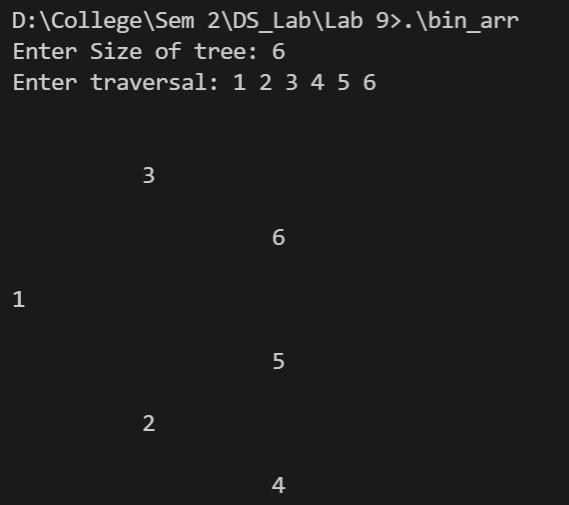 D:\College\Sem 2\DS_Lab\Lab 9>.\bin_arr
Enter Size of tree: 6
Enter traversal: 1 2 3 4 5 6
3
6
1
5
2
4